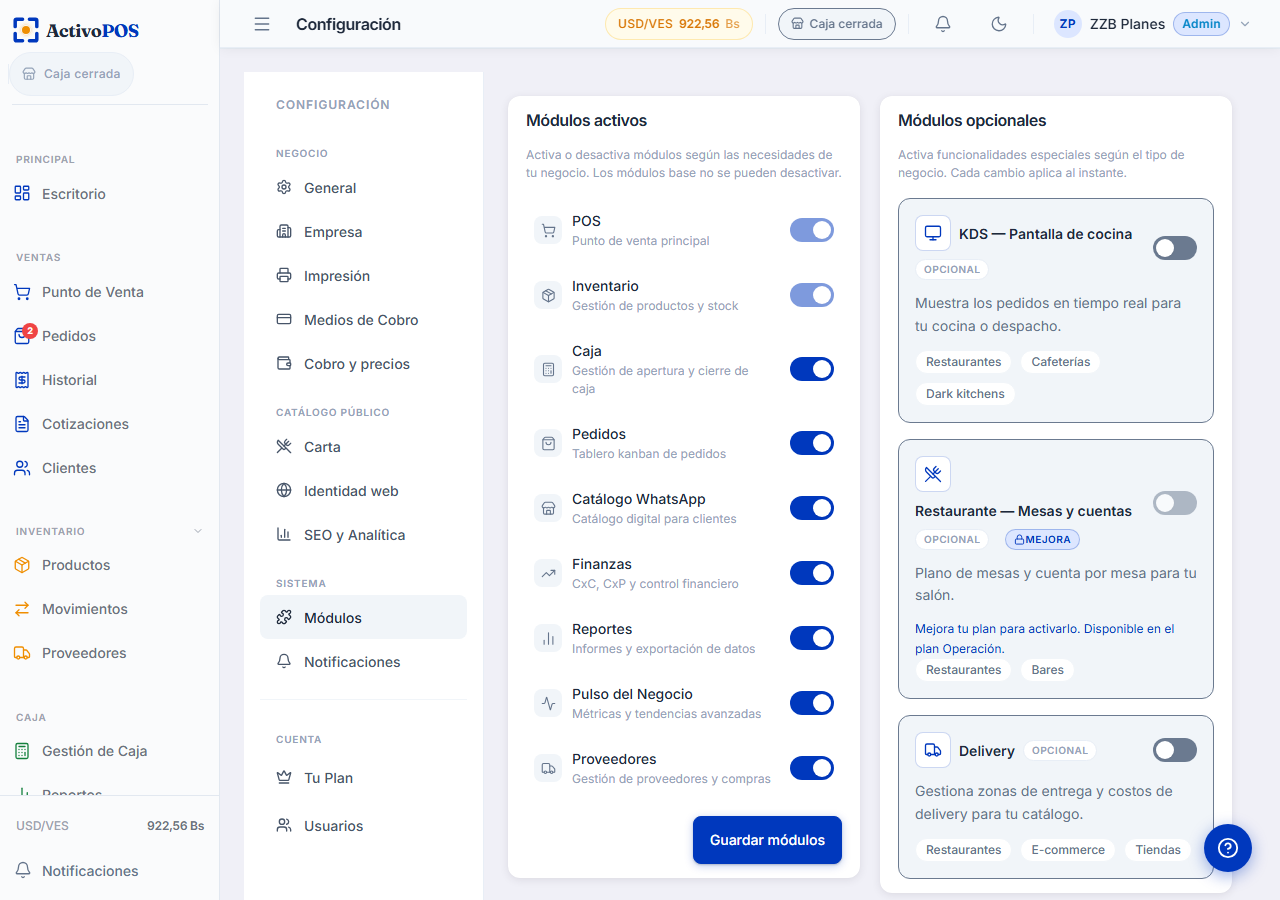 ActivoPOS
Caja cerrada
PRINCIPAL
Escritorio
VENTAS
Punto de Venta
2
Pedidos
Historial
Cotizaciones
Clientes
INVENTARIO
Productos
Movimientos
Proveedores
CAJA
Gestión de Caja
Reportes
USD/VES 922,56 Bs
Notificaciones
Configuración
USD/VES 922,56 Bs
Caja cerrada
ZP ZZB Planes Admin
CONFIGURACIÓN
NEGOCIO
General
Empresa
Impresión
Medios de Cobro
Cobro y precios
CATÁLOGO PÚBLICO
Carta
Identidad web
SEO y Analítica
SISTEMA
Módulos
Notificaciones
CUENTA
Tu Plan
Usuarios
Módulos activos
Activa o desactiva módulos según las necesidades de
tu negocio. Los módulos base no se pueden desactivar.
POS
Punto de venta principal
Inventario
Gestión de productos y stock
Caja
Gestión de apertura y cierre de
caja
Pedidos
Tablero kanban de pedidos
Catálogo WhatsApp
Catálogo digital para clientes
Finanzas
CxC, CxP y control financiero
Reportes
Informes y exportación de datos
Pulso del Negocio
Métricas y tendencias avanzadas
Proveedores
Gestión de proveedores y compras
Guardar módulos
Módulos opcionales
Activa funcionalidades especiales según el tipo de
negocio. Cada cambio aplica al instante.
KDS — Pantalla de cocina
OPCIONAL
Muestra los pedidos en tiempo real para
tu cocina o despacho.
Restaurantes Cafeterías
Dark kitchens
Restaurante — Mesas y cuentas
OPCIONAL MEJORA
Plano de mesas y cuenta por mesa para tu
salón.
Mejora tu plan para activarlo. Disponible en el
plan Operación.
Restaurantes Bares
Delivery OPCIONAL
Gestiona zonas de entrega y costos de
delivery para tu catálogo.
Restaurantes E-commerce Tiendas